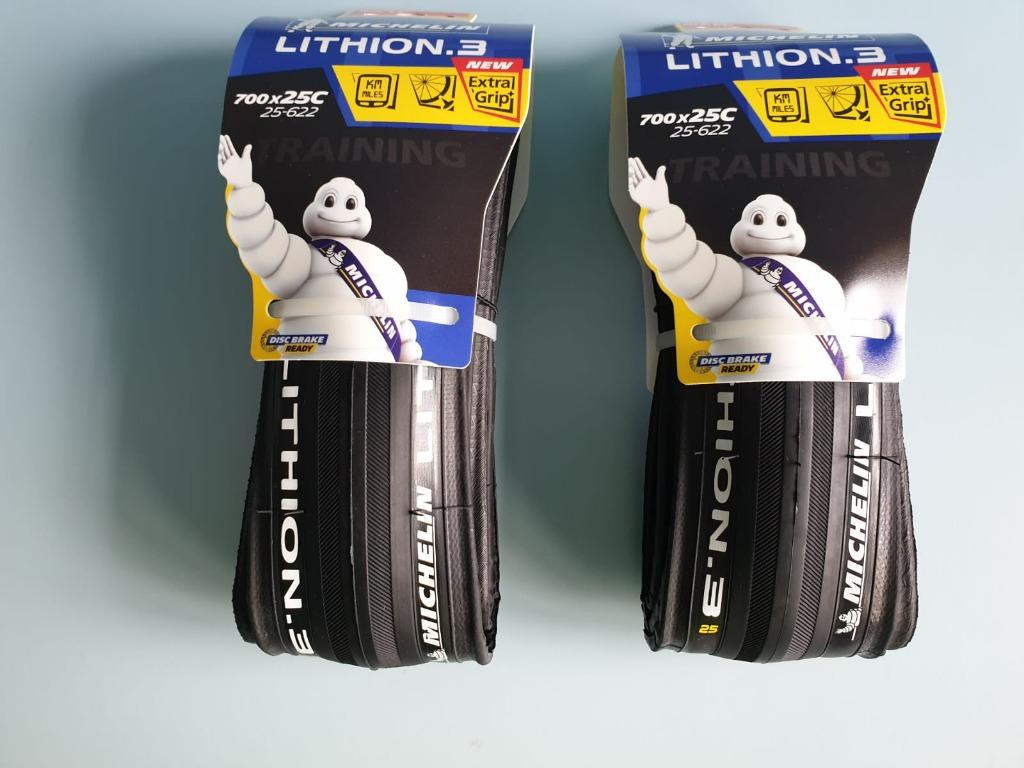 MICHELIN
LITHION.3
NEW
Extra
Grip+
KM
MILES
700x25C
25-622
TRAINING
MICHELIN
DISC BRAKE
READY
LITHION.3
MICHELIN LIT
MICHELIN
LITHION.3
NEW
Extra
Grip+
KM
MILES
700x25C
25-622
TRAINING
MICHELIN
DISC BRAKE
READY
HION.3
25
MICHELIN L